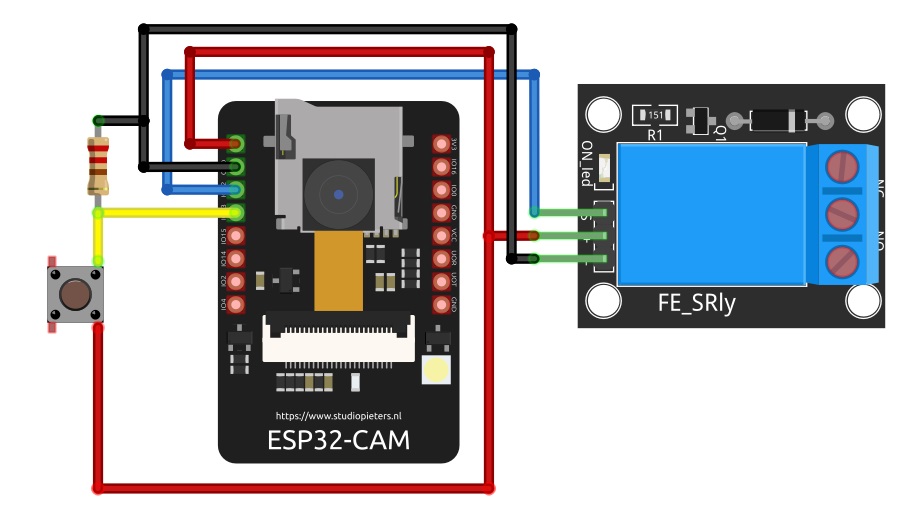 151
R1
Q1
ON_led
S
+
-
NC
NO
FE_SRly
IO15
IO14
IO2
IO4
3V3
IO16
IO0
GND
VCC
UOR
UOT
GND
https://www.studiopieters.nl
ESP32-CAM